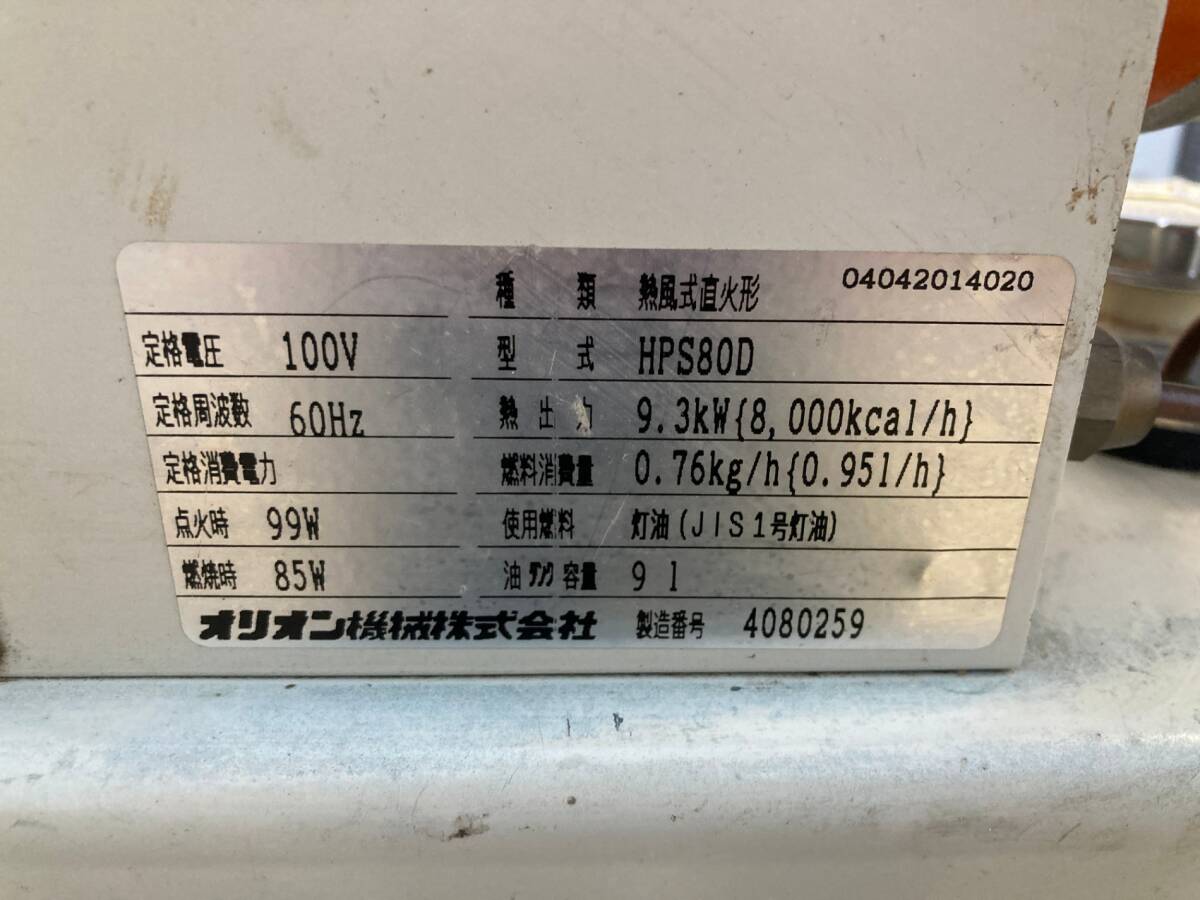 種類 熱風式直火形 04042014020
定格電圧 100V 型式 HPS80D
定格周波数 60Hz 熱出力 9.3kW{8,000kcal/h}
定格消費電力 燃料消費量 0.76kg/h{0.95l/h}
点火時 99W 使用燃料 灯油(JIS1号灯油)
燃焼時 85W 油タンク容量 9l
オリオン機械株式会社 製造番号 4080259